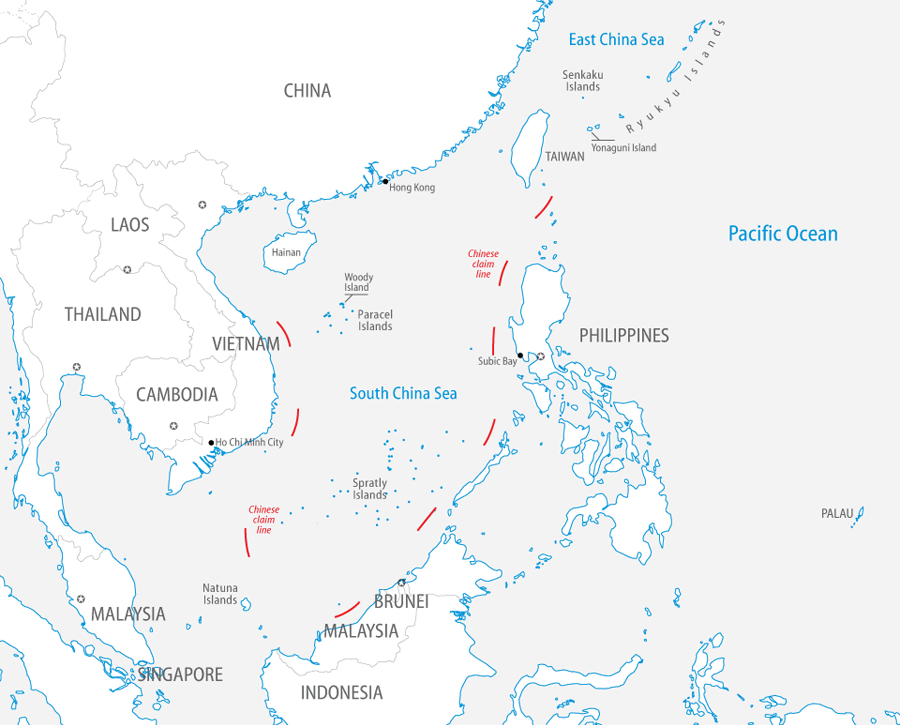 East China Sea
Senkaku
Islands
Ryukyu Islands
CHINA
Yonaguni Island
TAIWAN
Hong Kong
LAOS
Pacific Ocean
Hainan
Chinese
claim
line
Woody
Island
THAILAND
Paracel
Islands
VIETNAM
PHILIPPINES
Subic Bay
CAMBODIA
South China Sea
Ho Chi Minh City
Spratly
Islands
Chinese
claim
line
PALAU
Natuna
Islands
BRUNEI
MALAYSIA
MALAYSIA
SINGAPORE
INDONESIA